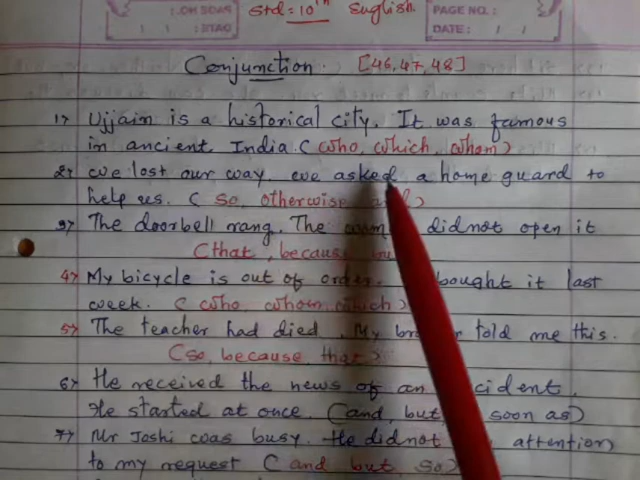 Std:=10th English
PAGE NO.:
DATE: / /
Conjunction. [46,47,48]
1> Ujjain is a historical city. It was famous
in ancient India. (who, which, whom)
2> we lost our way. we asked a home guard to
help us. ( so, otherwise, )
3> The doorbell rang. The didnot open it
(that, because,
4> My bicycle is out of order. bought it last
week. ( who, whom, which )
5> The teacher had died. My told me this.
(so, because, that)
6> He received the news of an
He started at once. (and, but, soon as)
7> Mr Joshi was busy. He didnot attention
to my request ( and but, so)